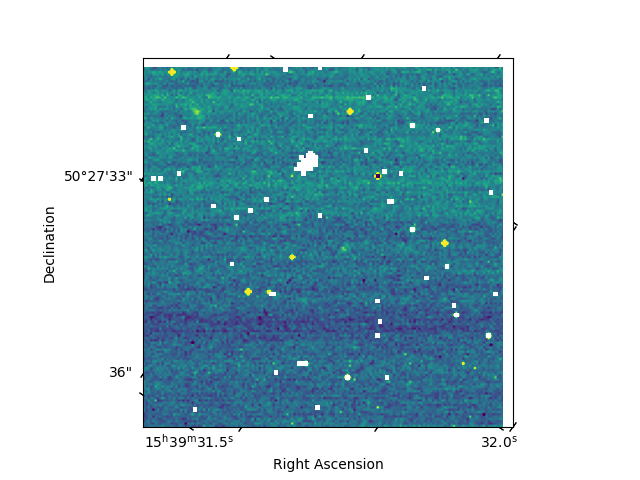 50°27'33"
Declination
36"
15ʰ39ᵐ31.5ˢ
32.0ˢ
Right Ascension